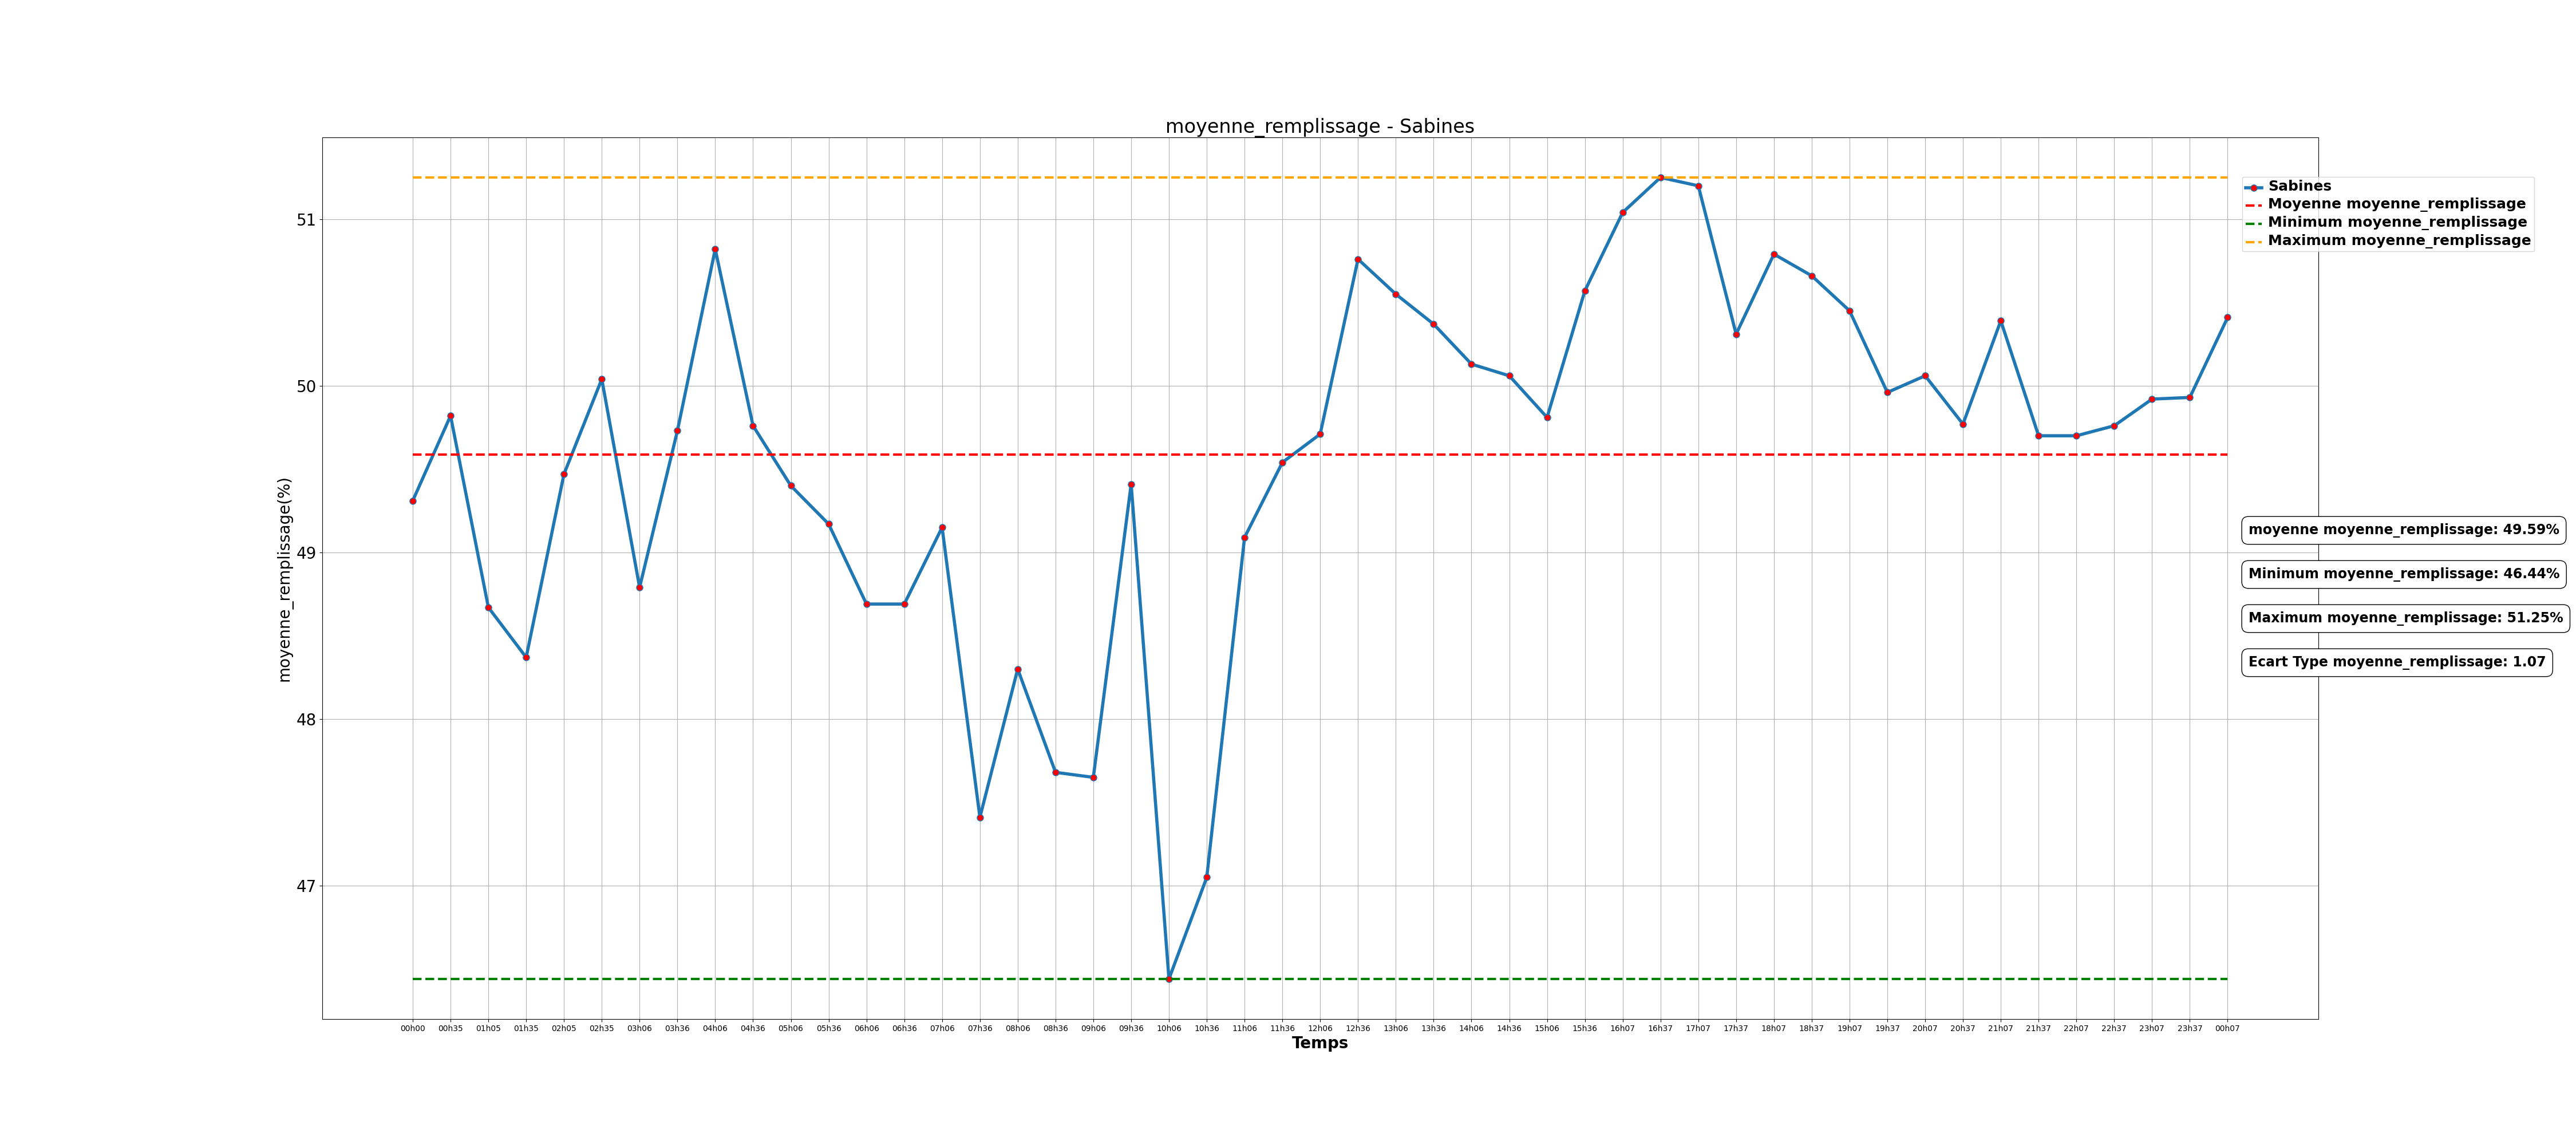 moyenne_remplissage - Sabines
Sabines
Moyenne moyenne_remplissage
Minimum moyenne_remplissage
Maximum moyenne_remplissage
moyenne_remplissage(%)
51
50
49
48
47
moyenne moyenne_remplissage: 49.59%
Minimum moyenne_remplissage: 46.44%
Maximum moyenne_remplissage: 51.25%
Ecart Type moyenne_remplissage: 1.07
00h00 00h35 01h05 01h35 02h05 02h35 03h06 03h36 04h06 04h36 05h06 05h36 06h06 06h36 07h06 07h36 08h06 08h36 09h06 09h36 10h06 10h36 11h06 11h36 12h06 12h36 13h06 13h36 14h06 14h36 15h06 15h36 16h07 16h37 17h07 17h37 18h07 18h37 19h07 19h37 20h07 20h37 21h07 21h37 22h07 22h37 23h07 23h37 00h07
Temps